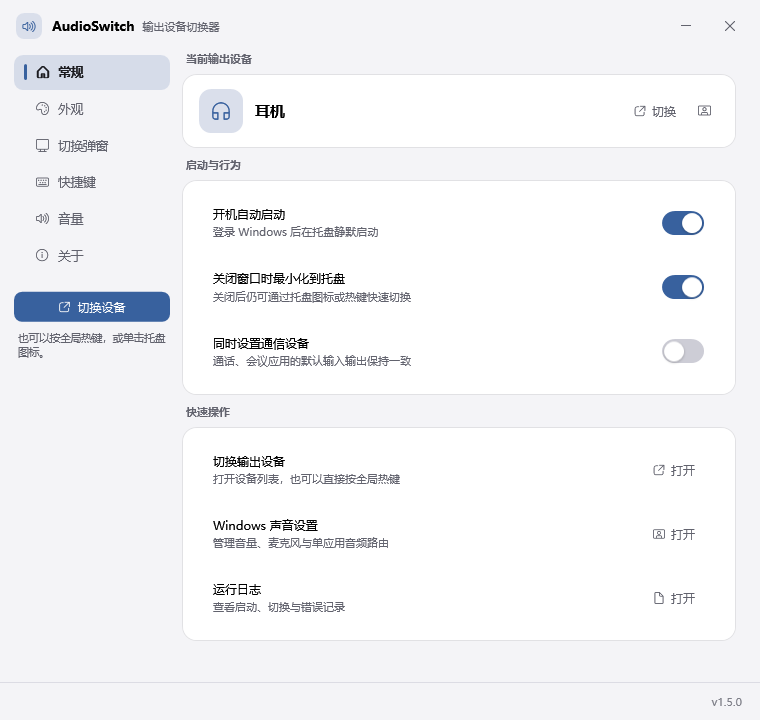 AudioSwitch 输出设备切换器
常规
外观
切换弹窗
快捷键
音量
关于
切换设备
也可以按全局热键，或单击托盘
图标。
当前输出设备
耳机
切换
启动与行为
开机自动启动
登录 Windows 后在托盘静默启动
关闭窗口时最小化到托盘
关闭后仍可通过托盘图标或热键快速切换
同时设置通信设备
通话、会议应用的默认输入输出保持一致
快速操作
切换输出设备
打开设备列表，也可以直接按全局热键
打开
Windows 声音设置
管理音量、麦克风与单应用音频路由
打开
运行日志
查看启动、切换与错误记录
打开
v1.5.0